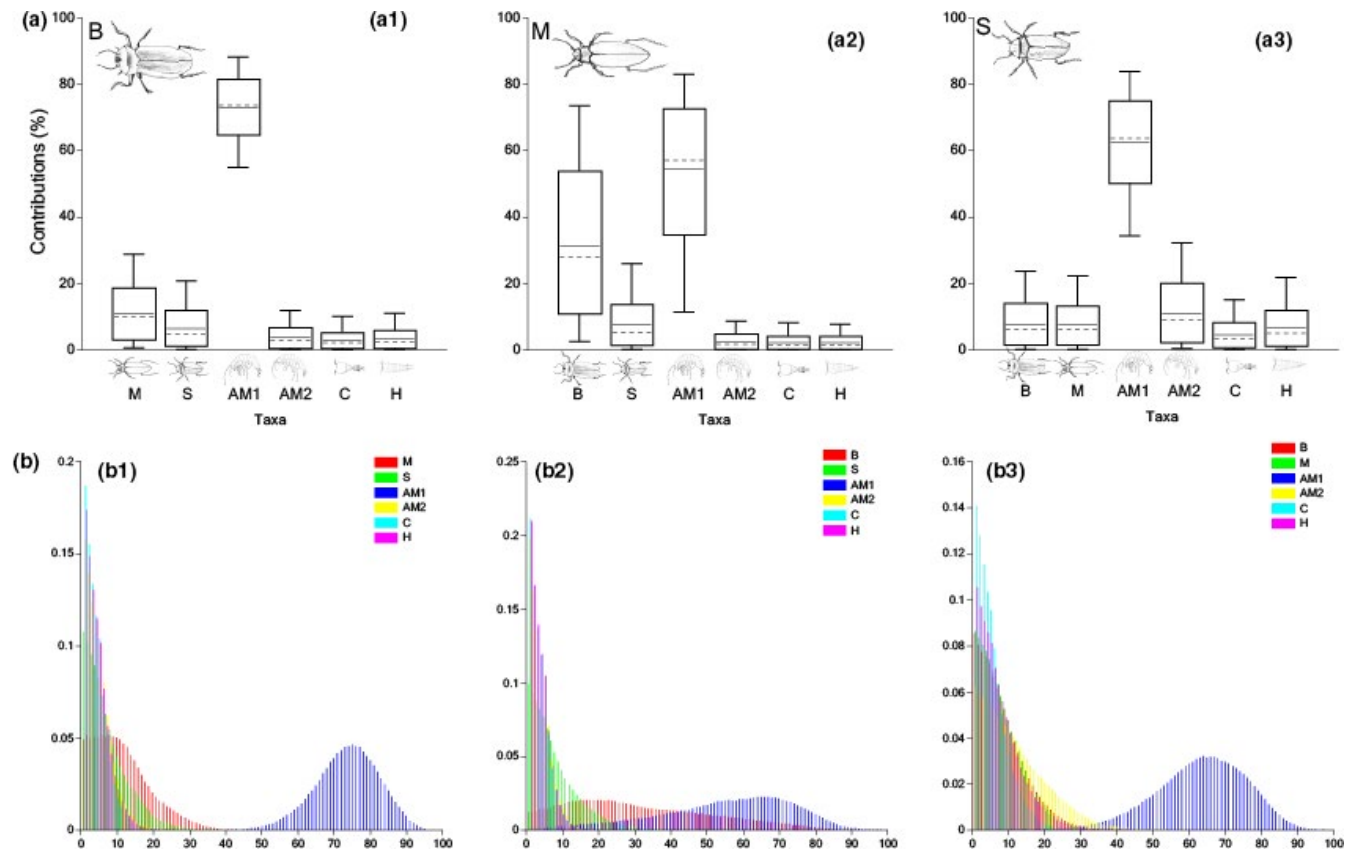 (a) B (a1) M (a2) S (a3)
100 100 100
80 80 80
60 60 60
40 40 40
20 20 20
0 0 0
Contributions (%)
M S AM1 AM2 C H
B S AM1 AM2 C H
B M AM1 AM2 C H
Taxa Taxa Taxa
(b) (b1)
0.2
0.15
0.1
0.05
0
M
S
AM1
AM2
C
H
0 10 20 30 40 50 60 70 80 90 100
(b2)
0.25
0.2
0.15
0.1
0.05
0
B
S
AM1
AM2
C
H
0 10 20 30 40 50 60 70 80 90 100
(b3)
0.16
0.14
0.12
0.1
0.08
0.06
0.04
0.02
0
B
M
AM1
AM2
C
H
0 10 20 30 40 50 60 70 80 90 100